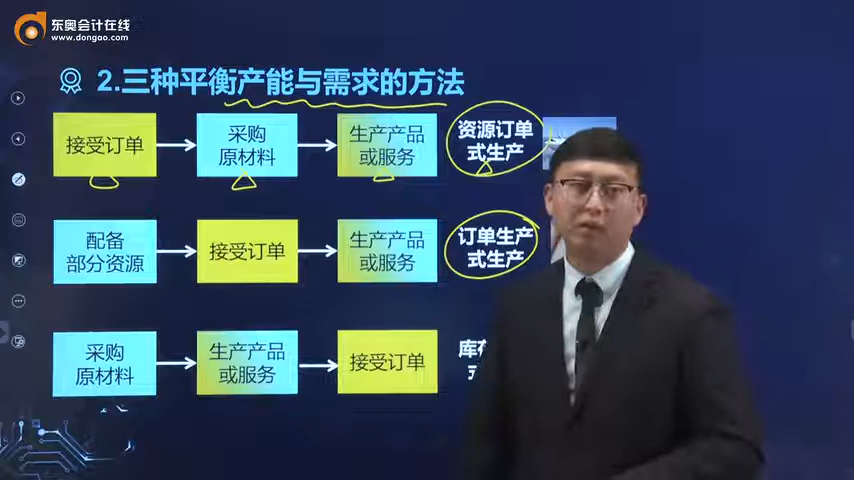 东奥会计在线
www.dongao.com
2.三种平衡产能与需求的方法
接受订单
采购
原材料
生产产品
或服务
资源订单
式生产
配备
部分资源
接受订单
生产产品
或服务
订单生产
式生产
采购
原材料
生产产品
或服务
接受订单
库